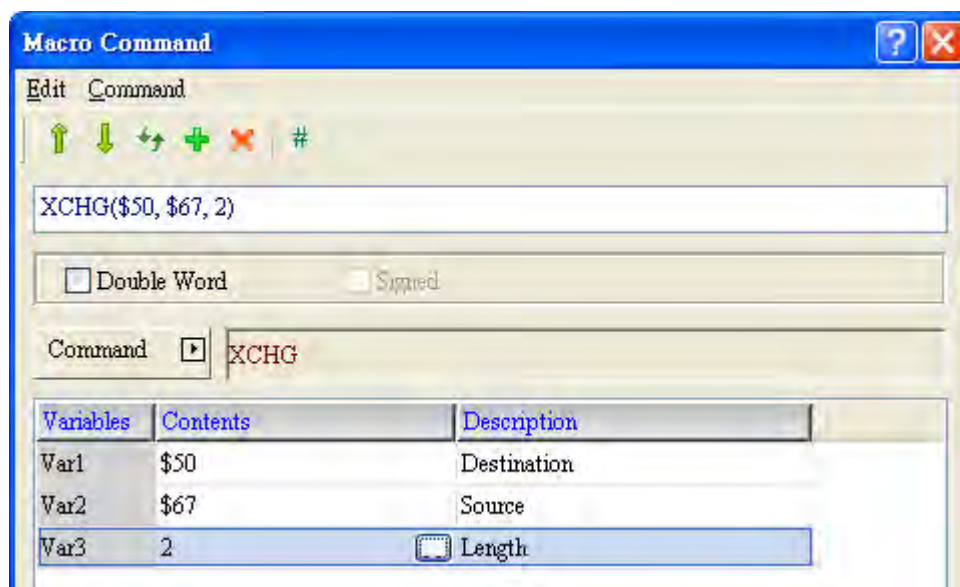 Macro Command
Edit Command
#
XCHG($50, $67, 2)
Double Word Signed
Command XCHG
Variables Contents Description
Var1 $50 Destination
Var2 $67 Source
Var3 2 ... Length